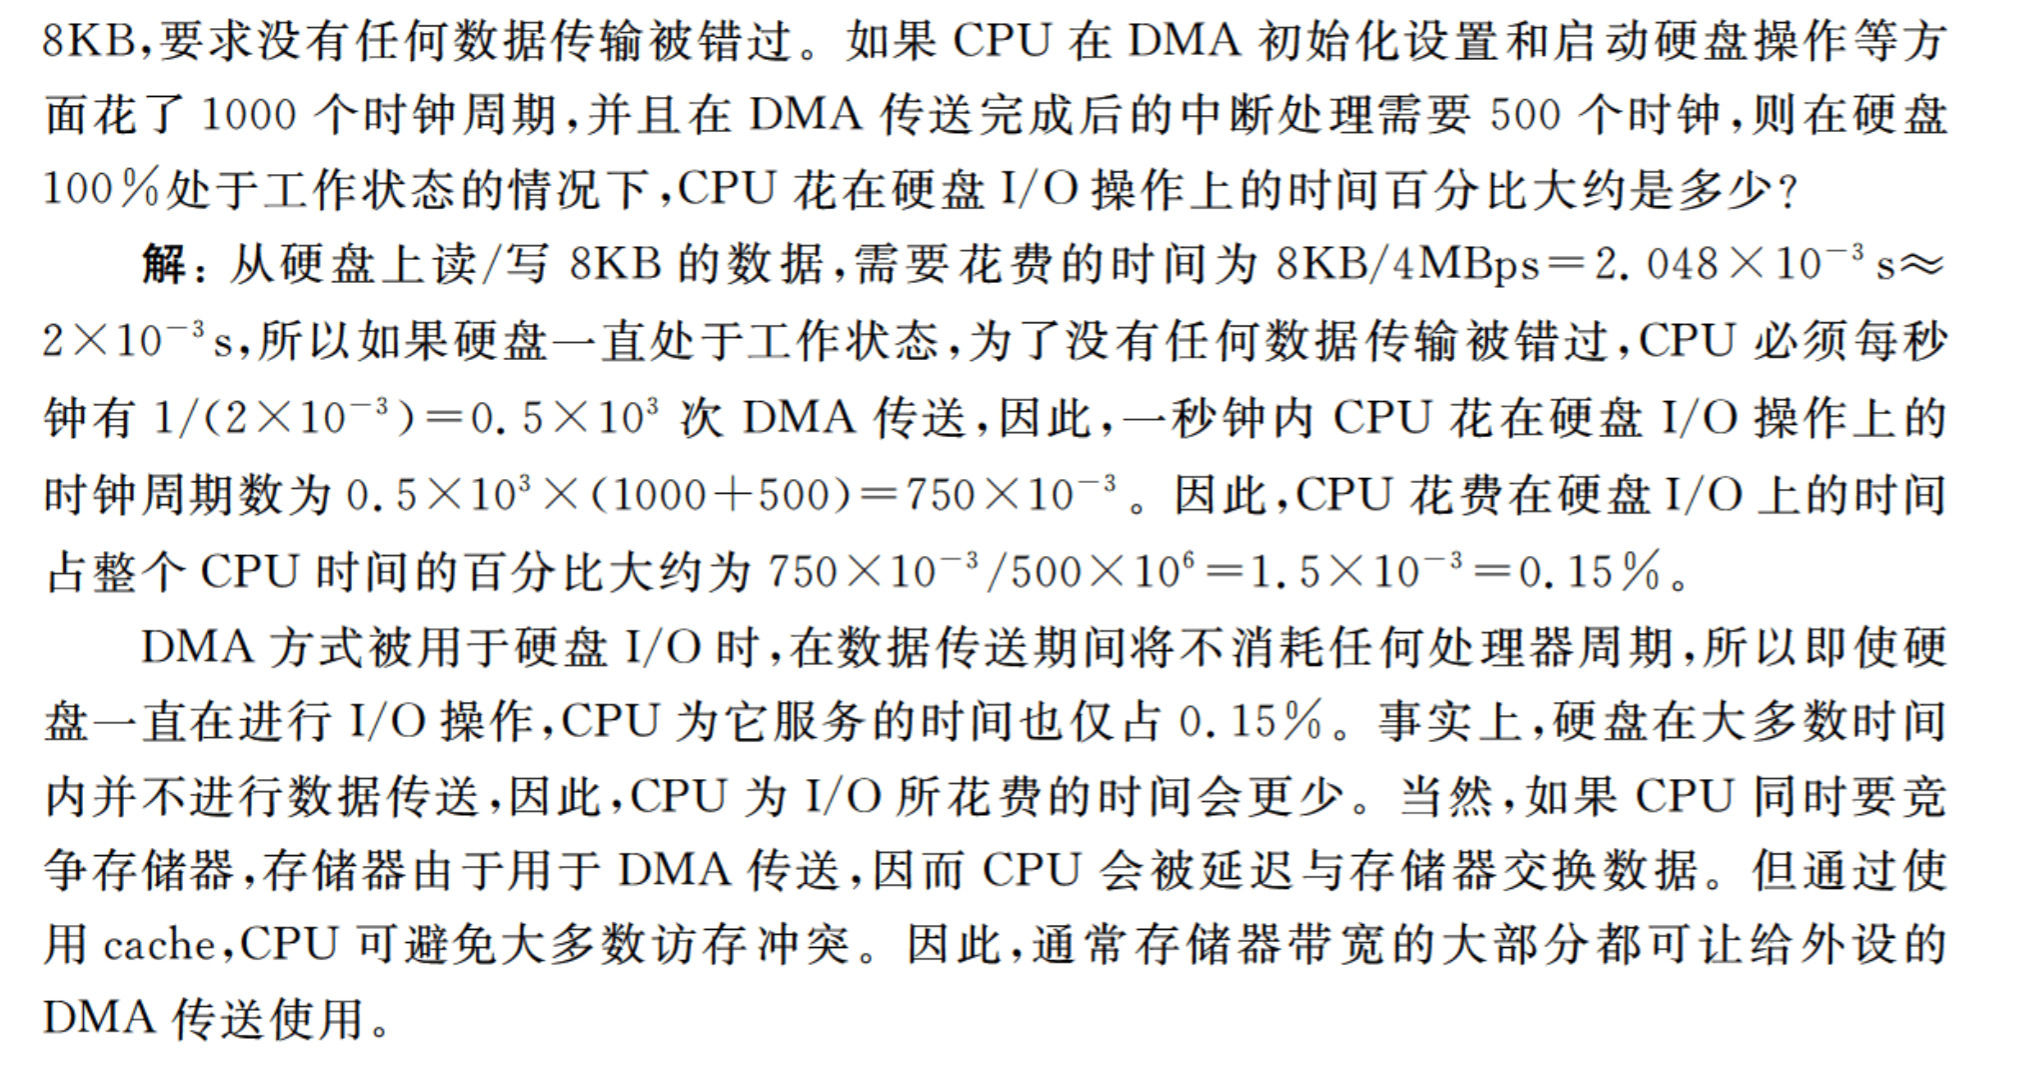 8KB,要求没有任何数据传输被错过。如果 CPU 在 DMA 初始化设置和启动硬盘操作等方
面花了 1000 个时钟周期,并且在 DMA 传送完成后的中断处理需要 500 个时钟,则在硬盘
100%处于工作状态的情况下,CPU 花在硬盘 I/O 操作上的时间百分比大约是多少?
解:从硬盘上读/写 8KB 的数据,需要花费的时间为 8KB/4MBps=2.048×10⁻³ s≈
2×10⁻³ s,所以如果硬盘一直处于工作状态,为了没有任何数据传输被错过,CPU 必须每秒
钟有 1/(2×10⁻³)=0.5×10³ 次 DMA 传送,因此,一秒钟内 CPU 花在硬盘 I/O 操作上的
时钟周期数为 0.5×10³×(1000+500)=750×10⁻³。因此,CPU 花费在硬盘 I/O 上的时间
占整个 CPU 时间的百分比大约为 750×10⁻³/500×10⁶=1.5×10⁻³=0.15%。
DMA 方式被用于硬盘 I/O 时,在数据传送期间将不消耗任何处理器周期,所以即使硬
盘一直在进行 I/O 操作,CPU 为它服务的时间也仅占 0.15%。事实上,硬盘在大多数时间
内并不进行数据传送,因此,CPU 为 I/O 所花费的时间会更少。当然,如果 CPU 同时要竞
争存储器,存储器由于用于 DMA 传送,因而 CPU 会被延迟与存储器交换数据。但通过使
用 cache,CPU 可避免大多数访存冲突。因此,通常存储器带宽的大部分都可让给外设的
DMA 传送使用。